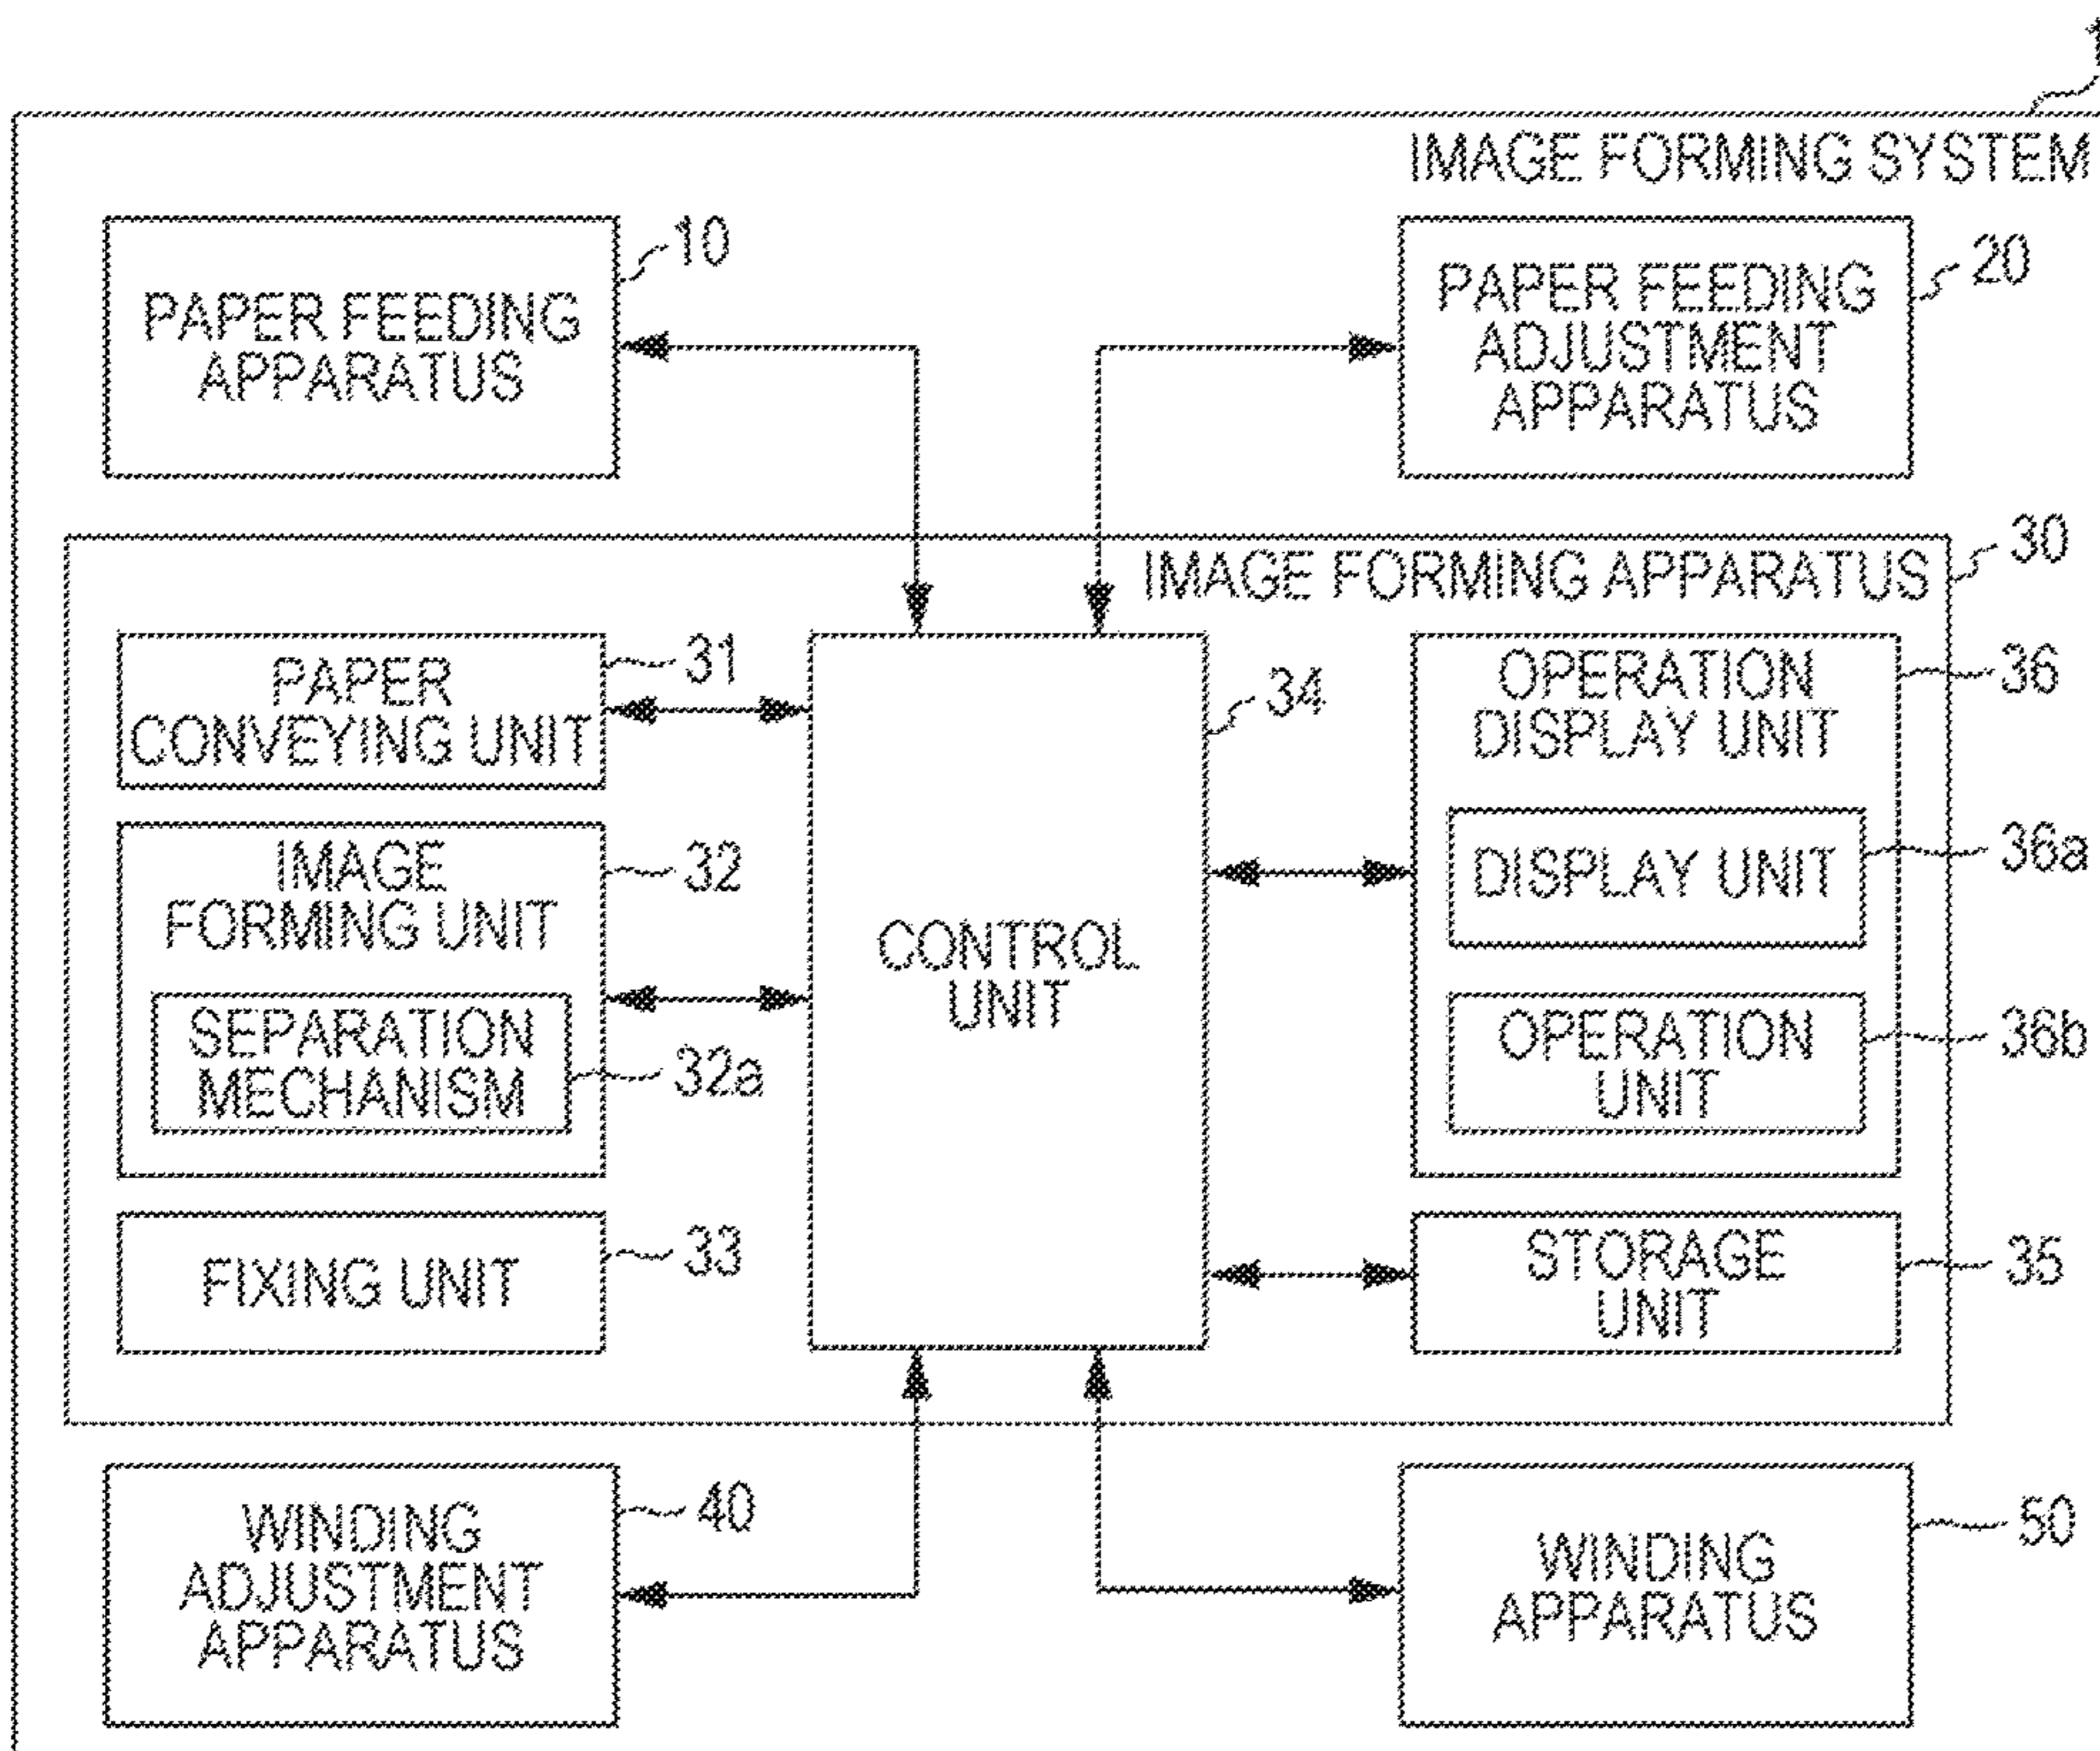 1
IMAGE FORMING SYSTEM
10
PAPER FEEDING
APPARATUS
20
PAPER FEEDING
ADJUSTMENT
APPARATUS
30
IMAGE FORMING APPARATUS
31
PAPER
CONVEYING UNIT
32
IMAGE
FORMING UNIT
SEPARATION
MECHANISM
32a
33
FIXING UNIT
34
CONTROL
UNIT
36
OPERATION
DISPLAY UNIT
36a
DISPLAY UNIT
36b
OPERATION
UNIT
35
STORAGE
UNIT
40
WINDING
ADJUSTMENT
APPARATUS
50
WINDING
APPARATUS